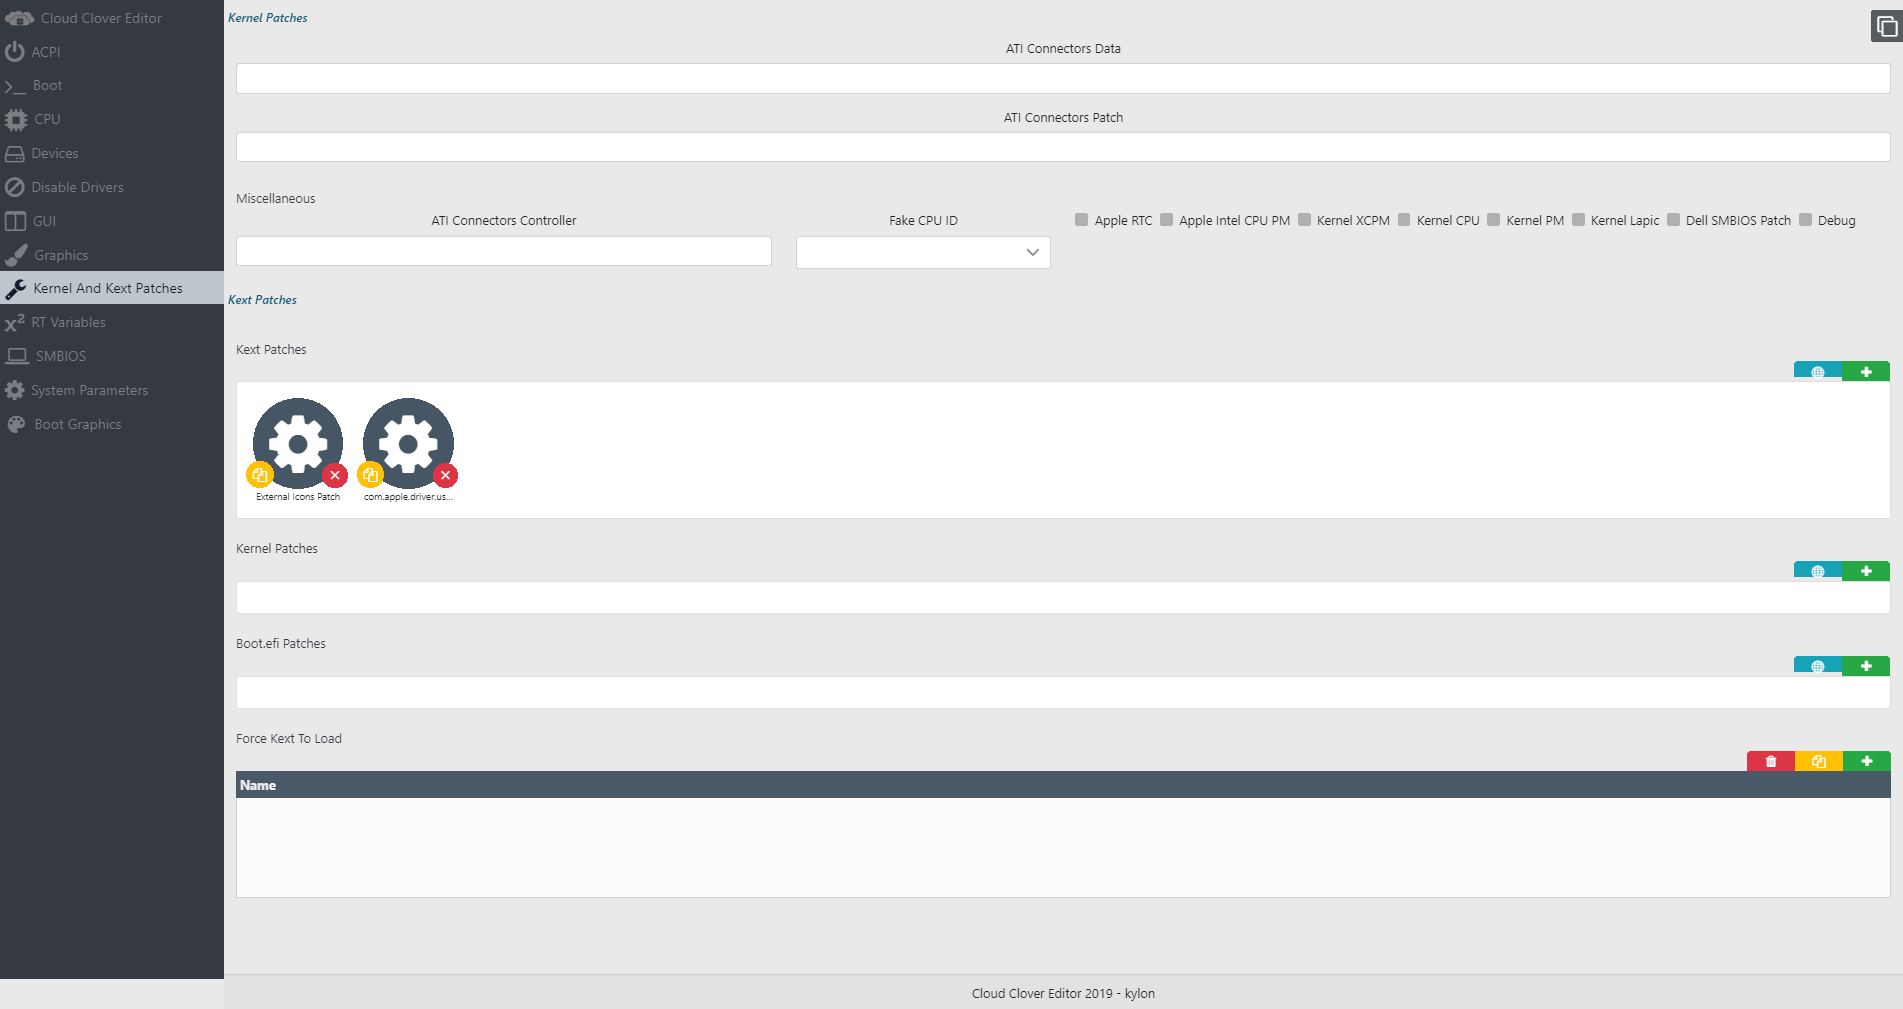 Cloud Clover Editor
ACPI
Boot
CPU
Devices
Disable Drivers
GUI
Graphics
Kernel And Kext Patches
RT Variables
SMBIOS
System Parameters
Boot Graphics
Kernel Patches
ATI Connectors Data
ATI Connectors Patch
Miscellaneous
ATI Connectors Controller
Fake CPU ID
Apple RTC
Apple Intel CPU PM
Kernel XCPM
Kernel CPU
Kernel PM
Kernel Lapic
Dell SMBIOS Patch
Debug
Kext Patches
Kext Patches
External Icons Patch
com.apple.driver.us...
Kernel Patches
Boot.efi Patches
Force Kext To Load
Name
Cloud Clover Editor 2019 - kylon